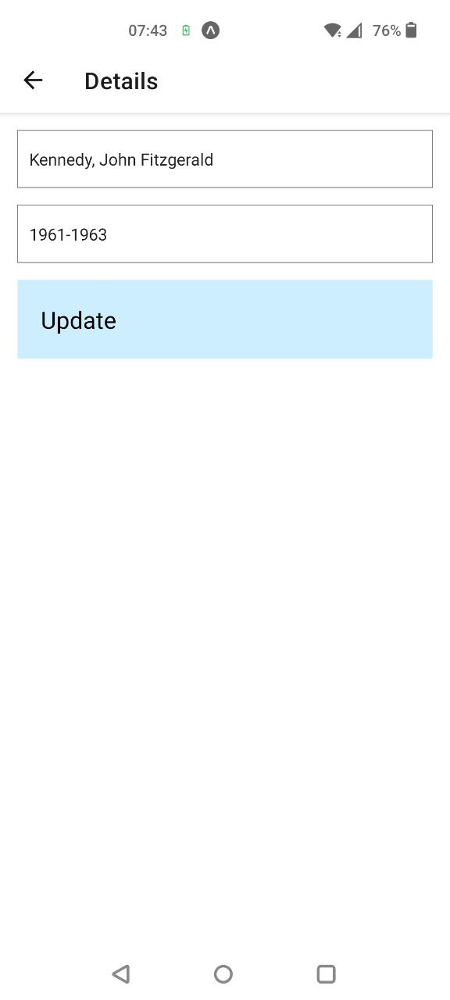 07:43 76%
Details
Kennedy, John Fitzgerald
1961-1963
Update